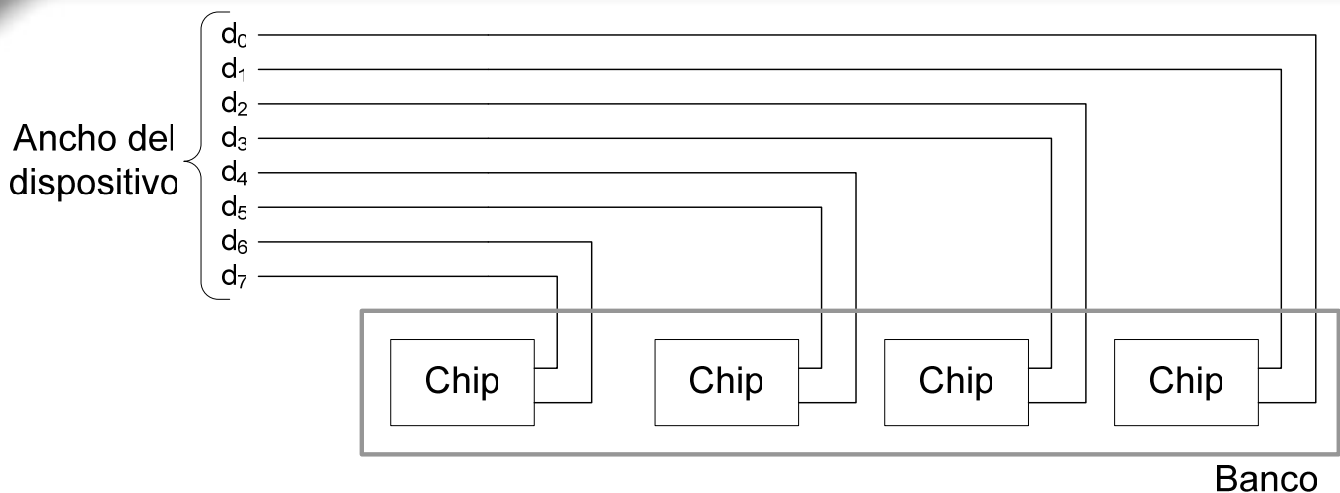 Ancho del
dispositivo
d0
d1
d2
d3
d4
d5
d6
d7
Chip
Chip
Chip
Chip
Banco